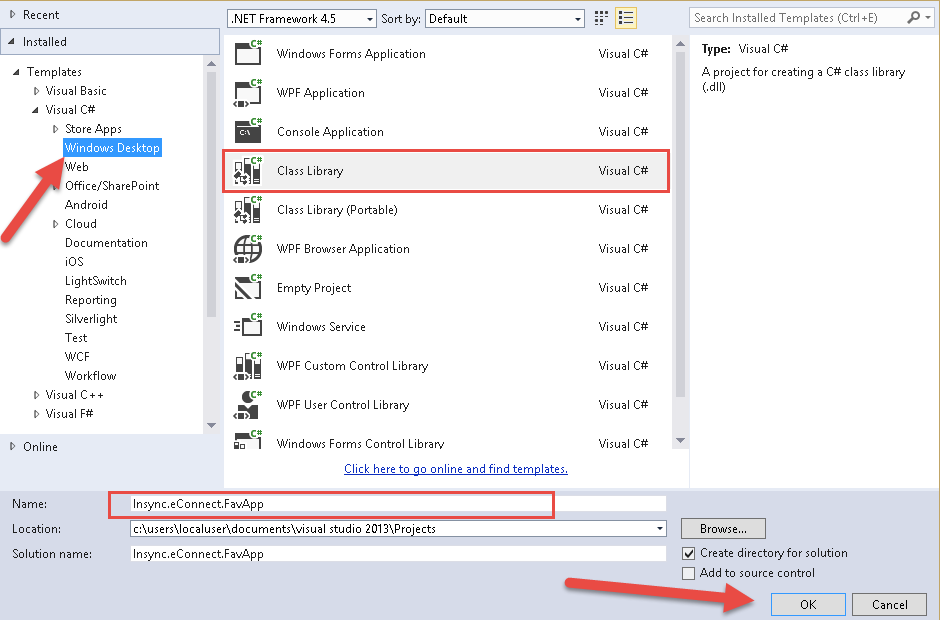 Recent
Installed
Templates
Visual Basic
Visual C#
Store Apps
Windows Desktop
Web
Office/SharePoint
Android
Cloud
Documentation
iOS
LightSwitch
Reporting
Silverlight
Test
WCF
Workflow
Visual C++
Visual F#
Online
.NET Framework 4.5 Sort by: Default
C# Windows Forms Application Visual C#
C# WPF Application Visual C#
C# C:\ Console Application Visual C#
C# Class Library Visual C#
C# Class Library (Portable) Visual C#
C# WPF Browser Application Visual C#
C# Empty Project Visual C#
C# Windows Service Visual C#
C# WPF Custom Control Library Visual C#
C# WPF User Control Library Visual C#
C# Windows Forms Control Library Visual C#
Click here to go online and find templates.
Search Installed Templates (Ctrl+E)
Type: Visual C#
A project for creating a C# class library
(.dll)
Name: Insync.eConnect.FavApp
Location: c:\users\localuser\documents\visual studio 2013\Projects Browse...
Solution name: Insync.eConnect.FavApp Create directory for solution
Add to source control
OK Cancel